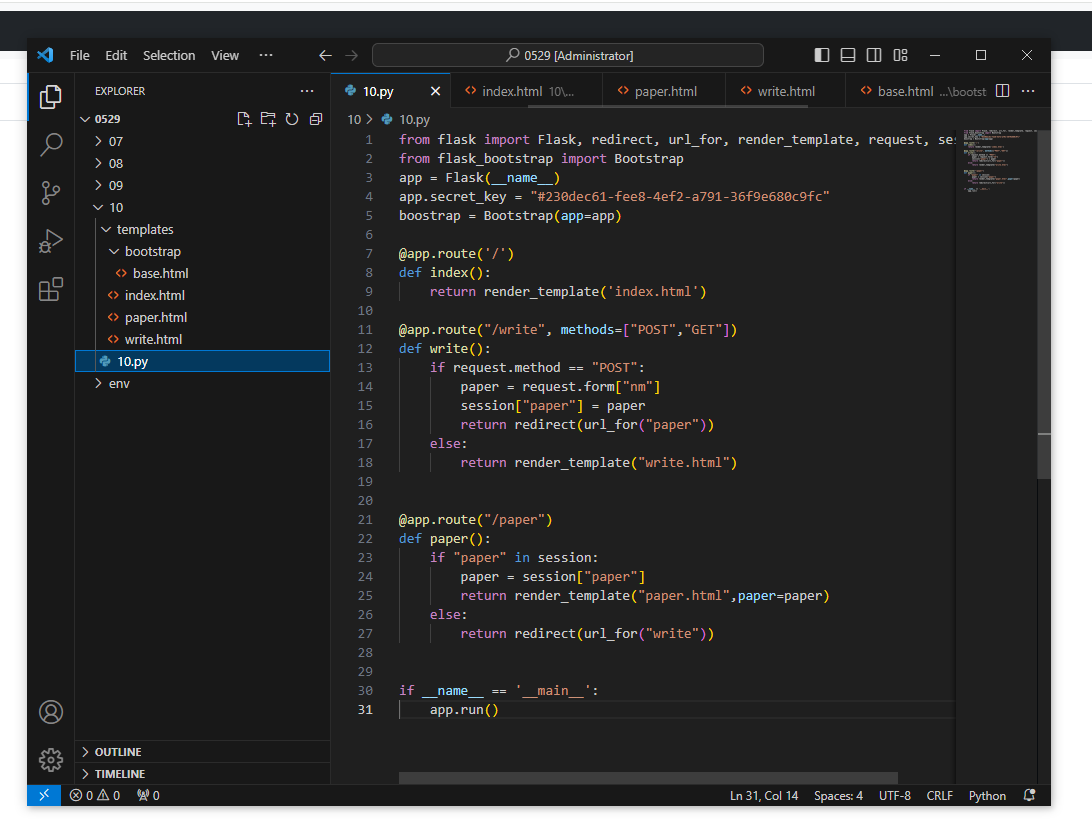 File Edit Selection View ··· 0529 [Administrator]
EXPLORER ···
0529
07
08
09
10
templates
bootstrap
base.html
index.html
paper.html
write.html
10.py
env
OUTLINE
TIMELINE
10.py index.html 10\... paper.html write.html base.html ...\bootst ···
10 > 10.py
1 from flask import Flask, redirect, url_for, render_template, request, se
2 from flask_bootstrap import Bootstrap
3 app = Flask(__name__)
4 app.secret_key = "#230dec61-fee8-4ef2-a791-36f9e680c9fc"
5 boostrap = Bootstrap(app=app)
6
7 @app.route('/')
8 def index():
9     return render_template('index.html')
10
11 @app.route("/write", methods=["POST","GET"])
12 def write():
13     if request.method == "POST":
14         paper = request.form["nm"]
15         session["paper"] = paper
16         return redirect(url_for("paper"))
17     else:
18         return render_template("write.html")
19
20
21 @app.route("/paper")
22 def paper():
23     if "paper" in session:
24         paper = session["paper"]
25         return render_template("paper.html",paper=paper)
26     else:
27         return redirect(url_for("write"))
28
29
30 if __name__ == '__main__':
31     app.run()
0 0 0 Ln 31, Col 14 Spaces: 4 UTF-8 CRLF Python